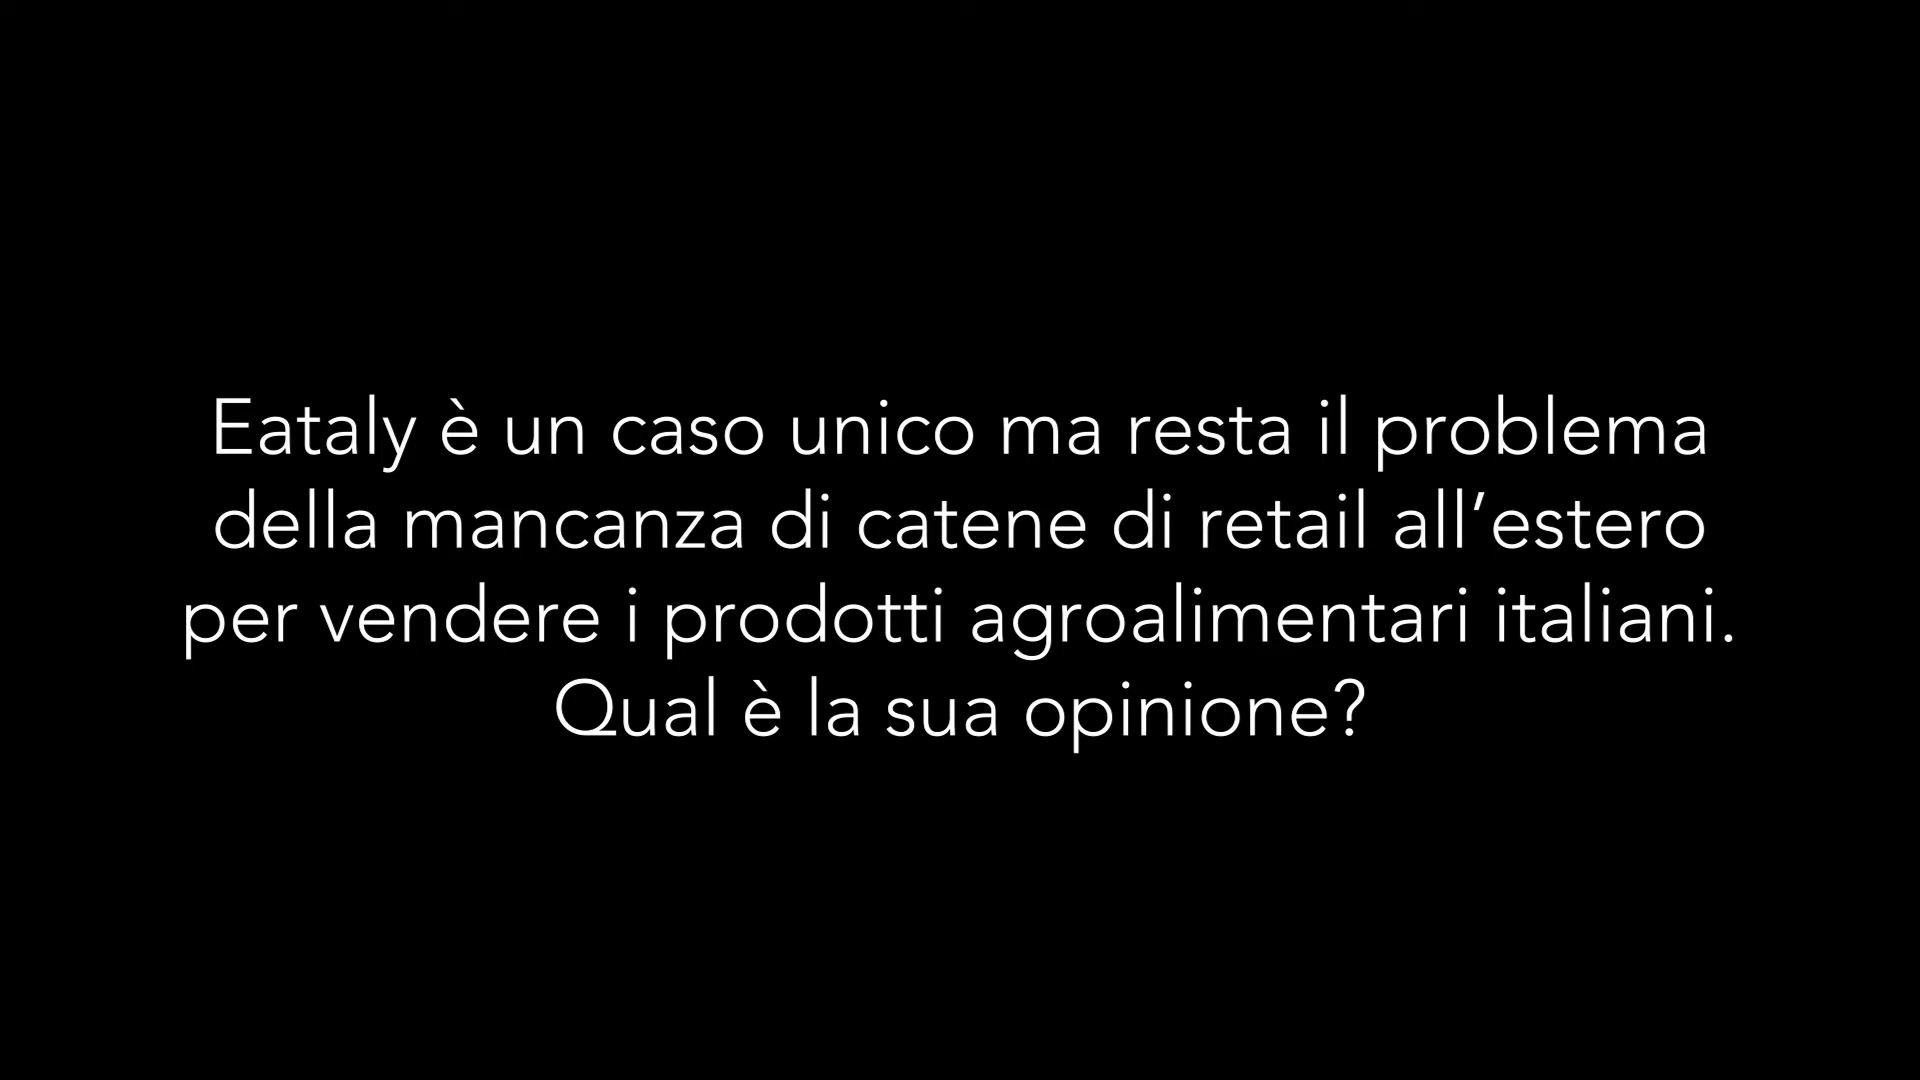 Eataly è un caso unico ma resta il problema
della mancanza di catene di retail all’estero
per vendere i prodotti agroalimentari italiani.
Qual è la sua opinione?